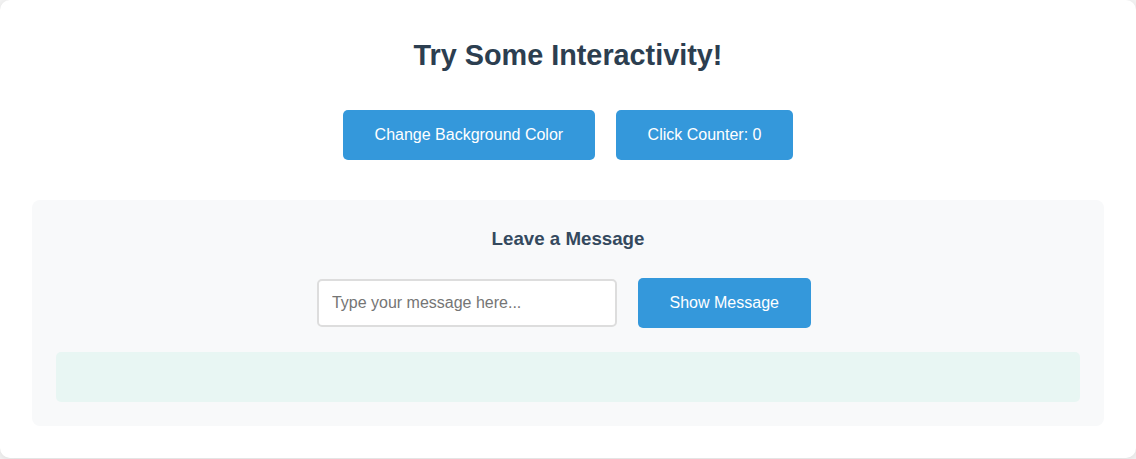 Try Some Interactivity!
Change Background Color
Click Counter: 0
Leave a Message
Type your message here...
Show Message